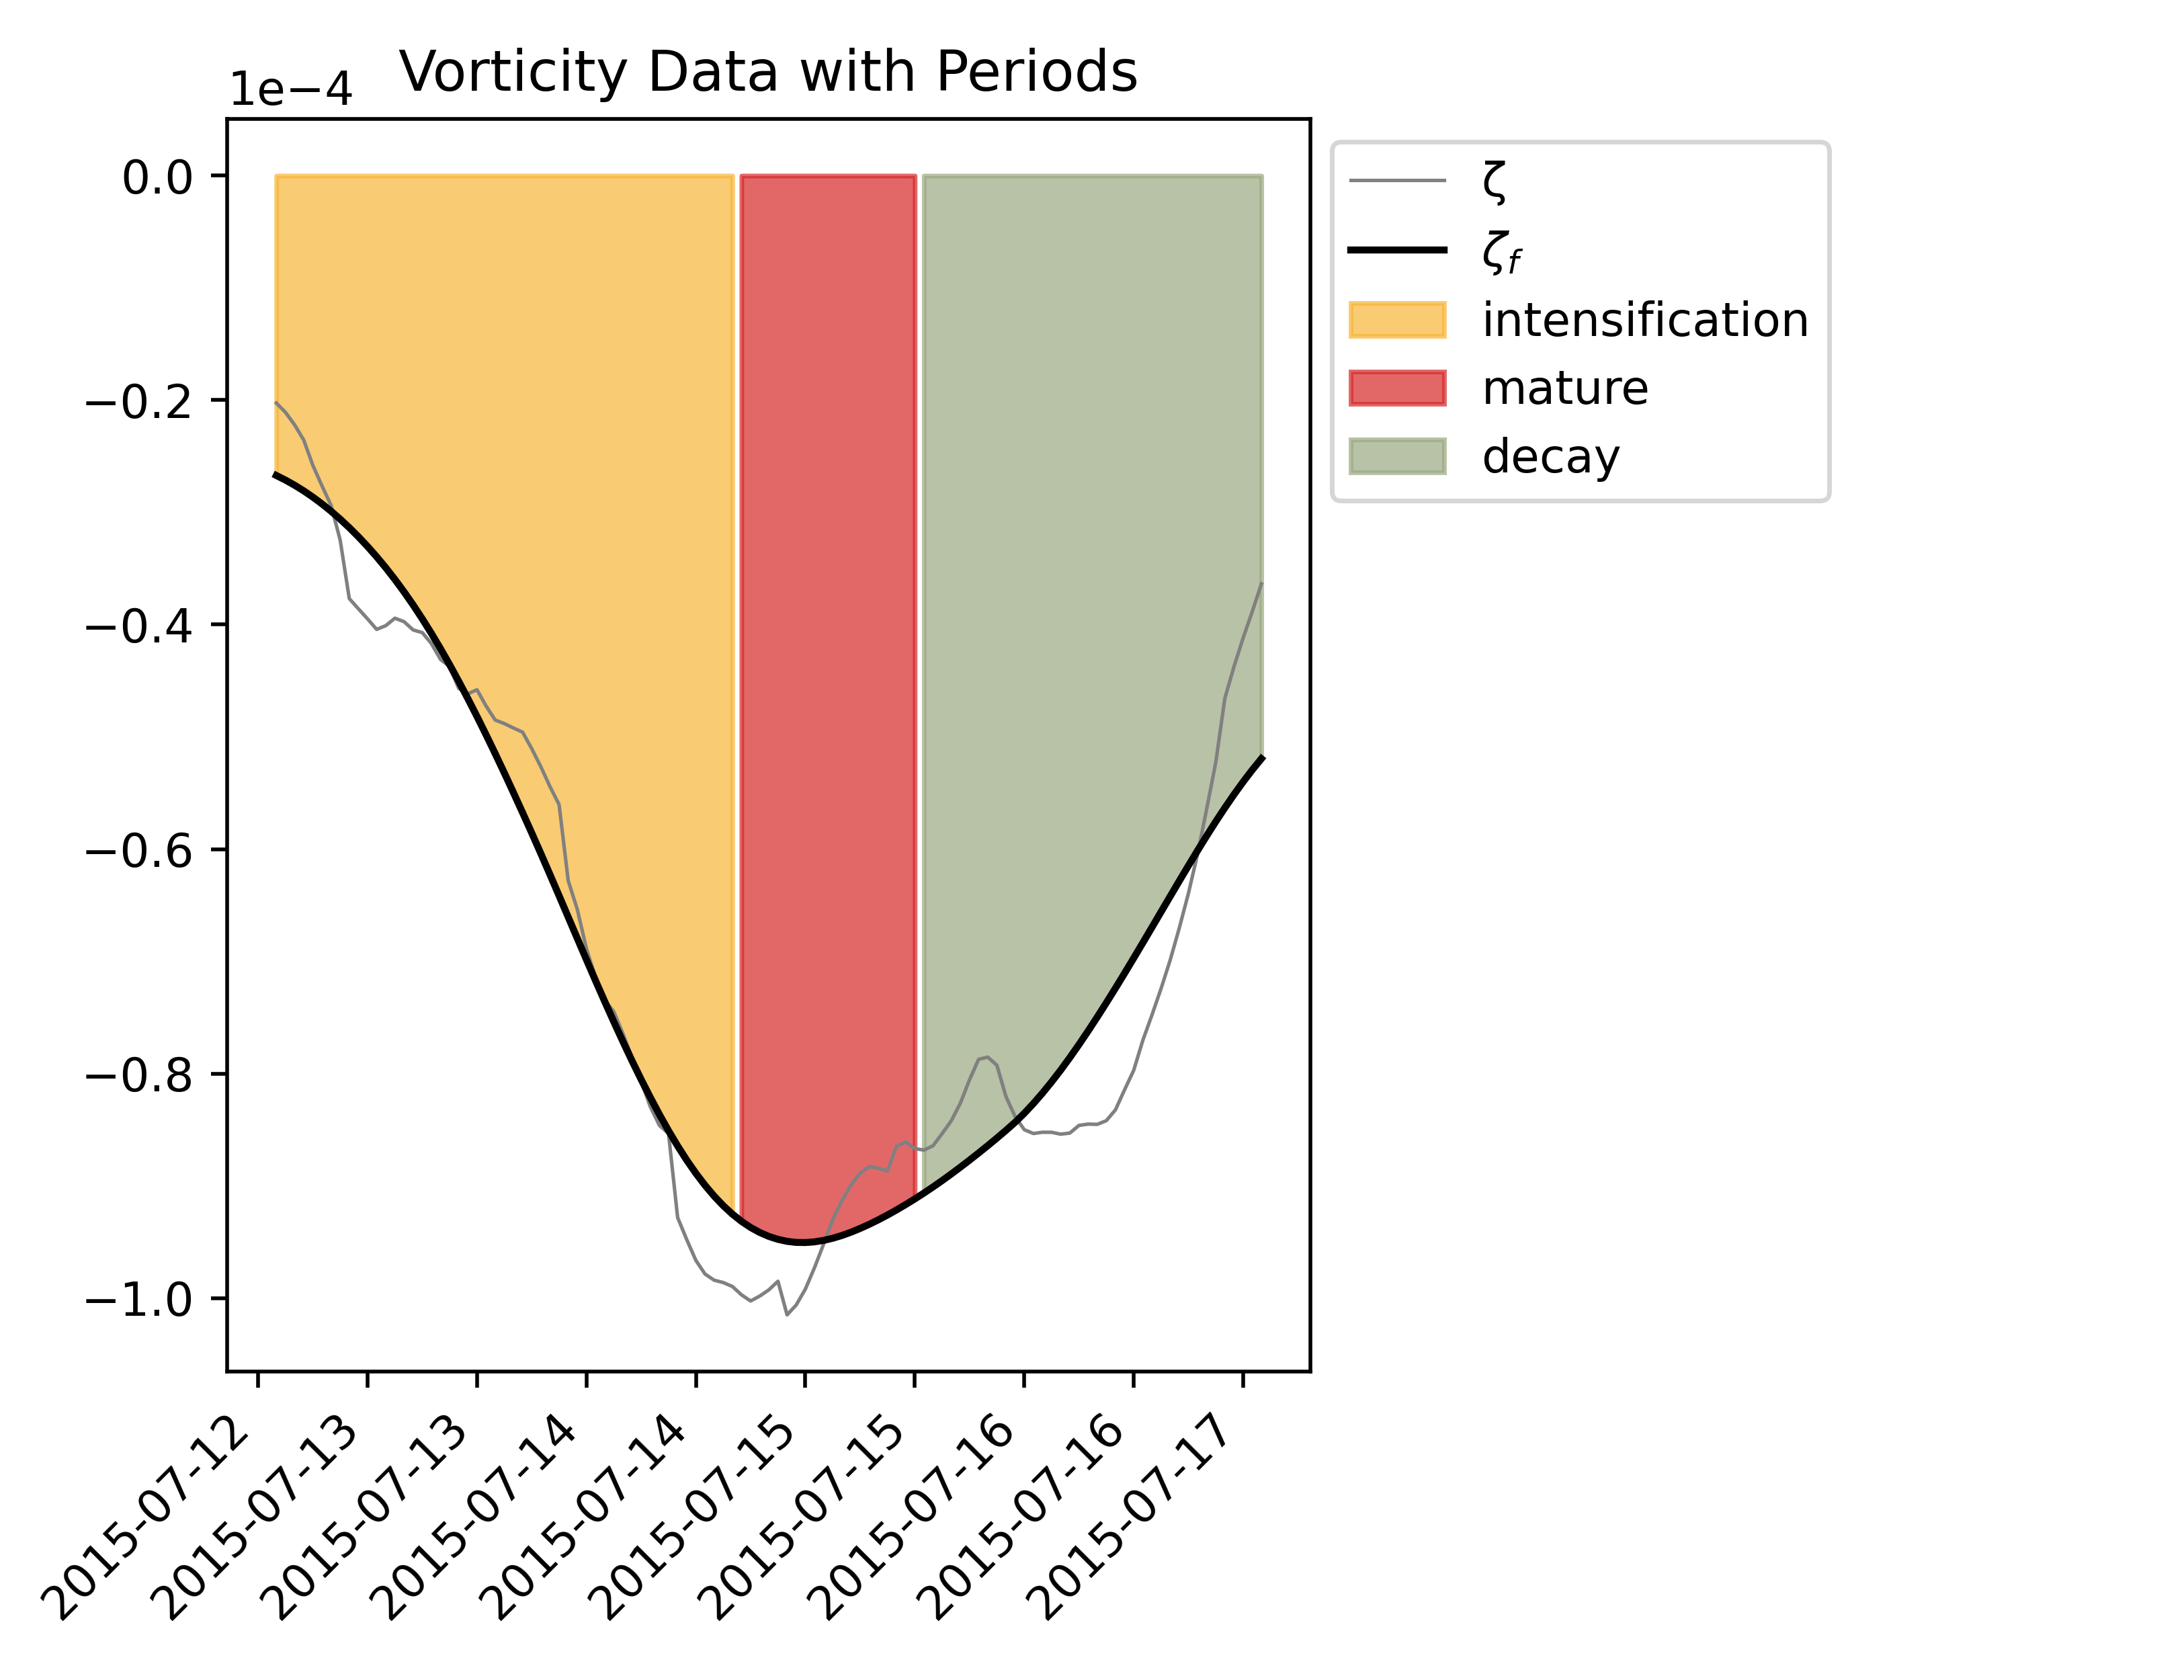 Vorticity Data with Periods
1e−4
0.0
−0.2
−0.4
−0.6
−0.8
−1.0
2015-07-12
2015-07-13
2015-07-13
2015-07-14
2015-07-14
2015-07-15
2015-07-15
2015-07-16
2015-07-16
2015-07-17
ζ
ζf
intensification
mature
decay